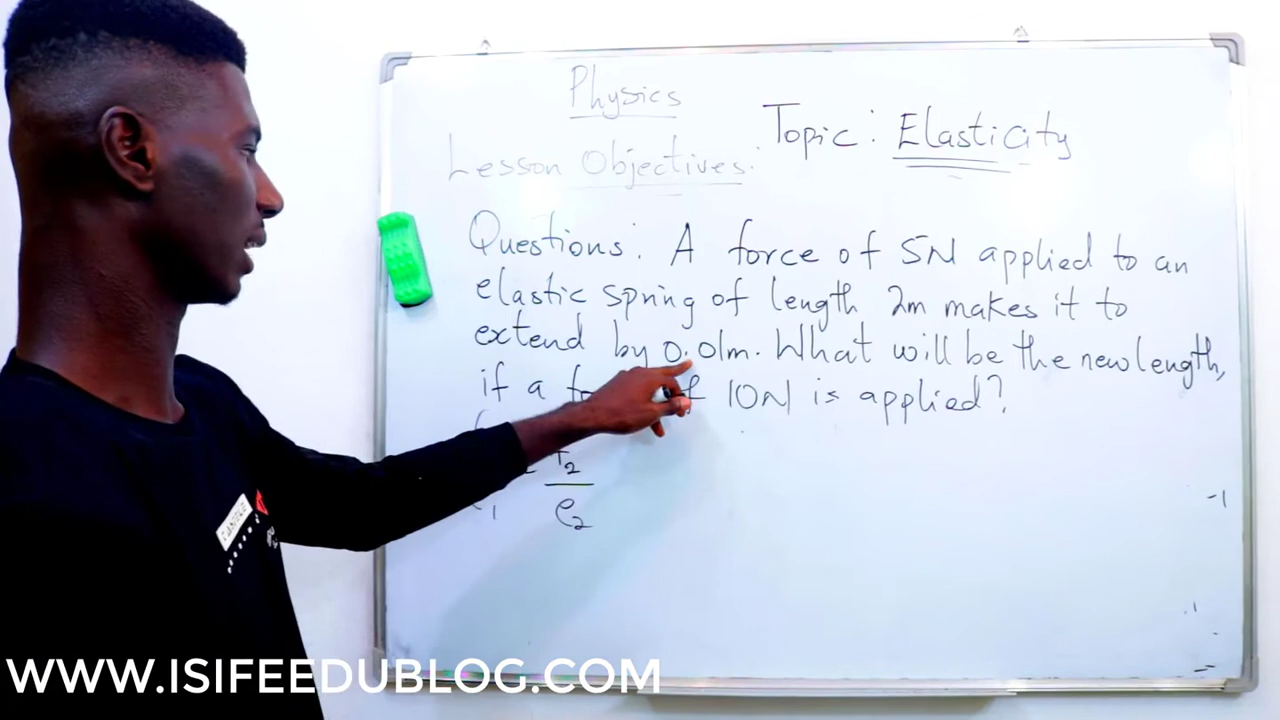 Physics
Topic: Elasticity
Lesson Objectives:
Questions: A force of 5N applied to an
elastic spring of length 2m makes it to
extend by 0.01m. What will be the new length,
if a 10N is applied?
F2
e2
WWW.ISIFEEDUBLOG.COM